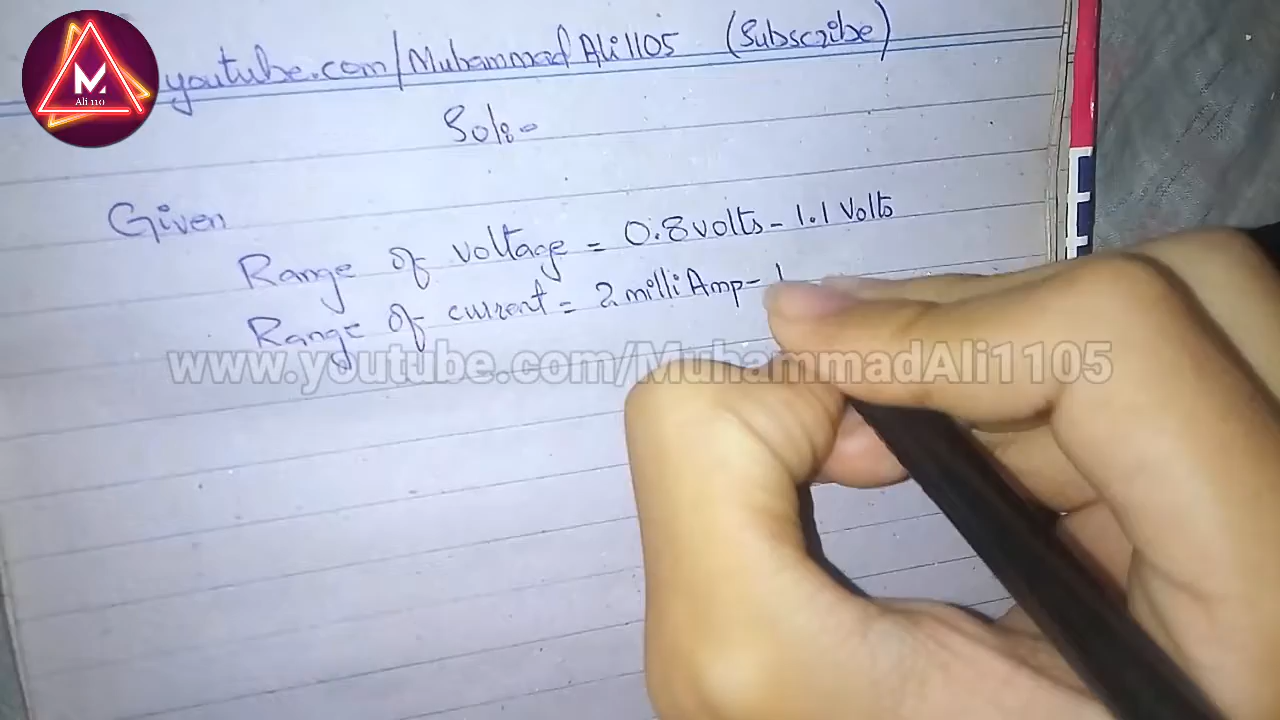 M
Ali 110
youtube.com/MuhammadAli1105 (Subscribe)
Sol:-
Given
Range of voltage = 0.8 volts - 1.1 Volts
Range of current = 2 milli Amp - 1
www.youtube.com/MuhammadAli1105